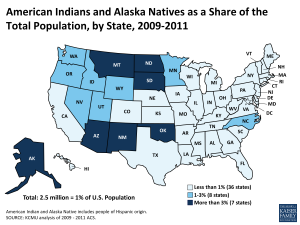 American Indians and Alaska Natives as a Share of the
Total Population, by State, 2009-2011
WA
MT
ND
MN
VT
ME
OR
ID
SD
WI
MI
NY
NH
MA
WY
RI
CT
NV
NE
IA
PA
NJ
DE
UT
CO
IL
IN
OH
WV
VA
MD
DC
CA
KS
MO
KY
NC
AZ
NM
OK
AR
TN
SC
MS
AL
GA
TX
LA
AK
FL
HI
Less than 1% (36 states)
1-3% (8 states)
More than 3% (7 states)
Total: 2.5 million = 1% of U.S. Population
American Indian and Alaska Native includes people of Hispanic origin.
SOURCE: KCMU analysis of 2009 - 2011 ACS.
KAISER
FAMILY